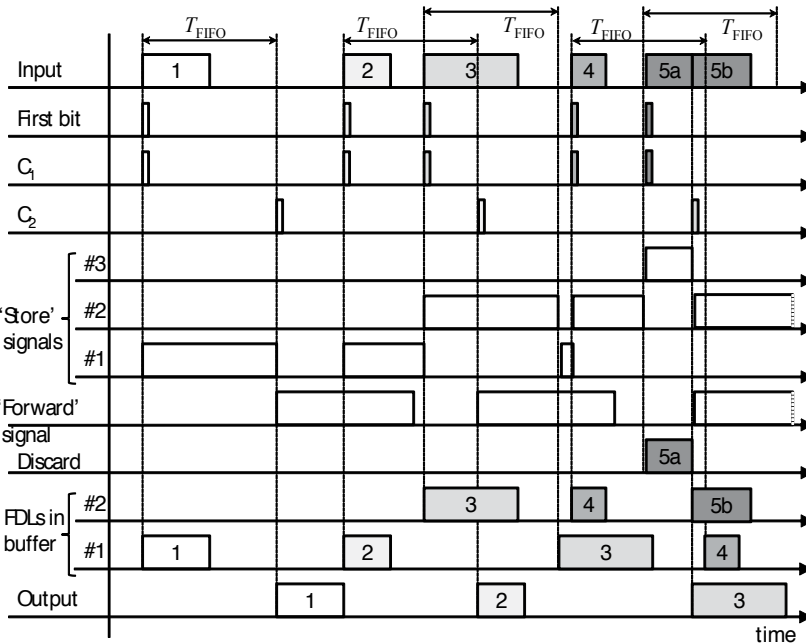 T_FIFO T_FIFO T_FIFO T_FIFO T_FIFO
Input 1 2 3 4 5a 5b
First bit
C1
C2
#3
#2
'Store' signals
#1
'Forward' signal
Discard 5a
#2 3 4 5b
FDLs in buffer
#1 1 2 3 4
Output 1 2 3
time